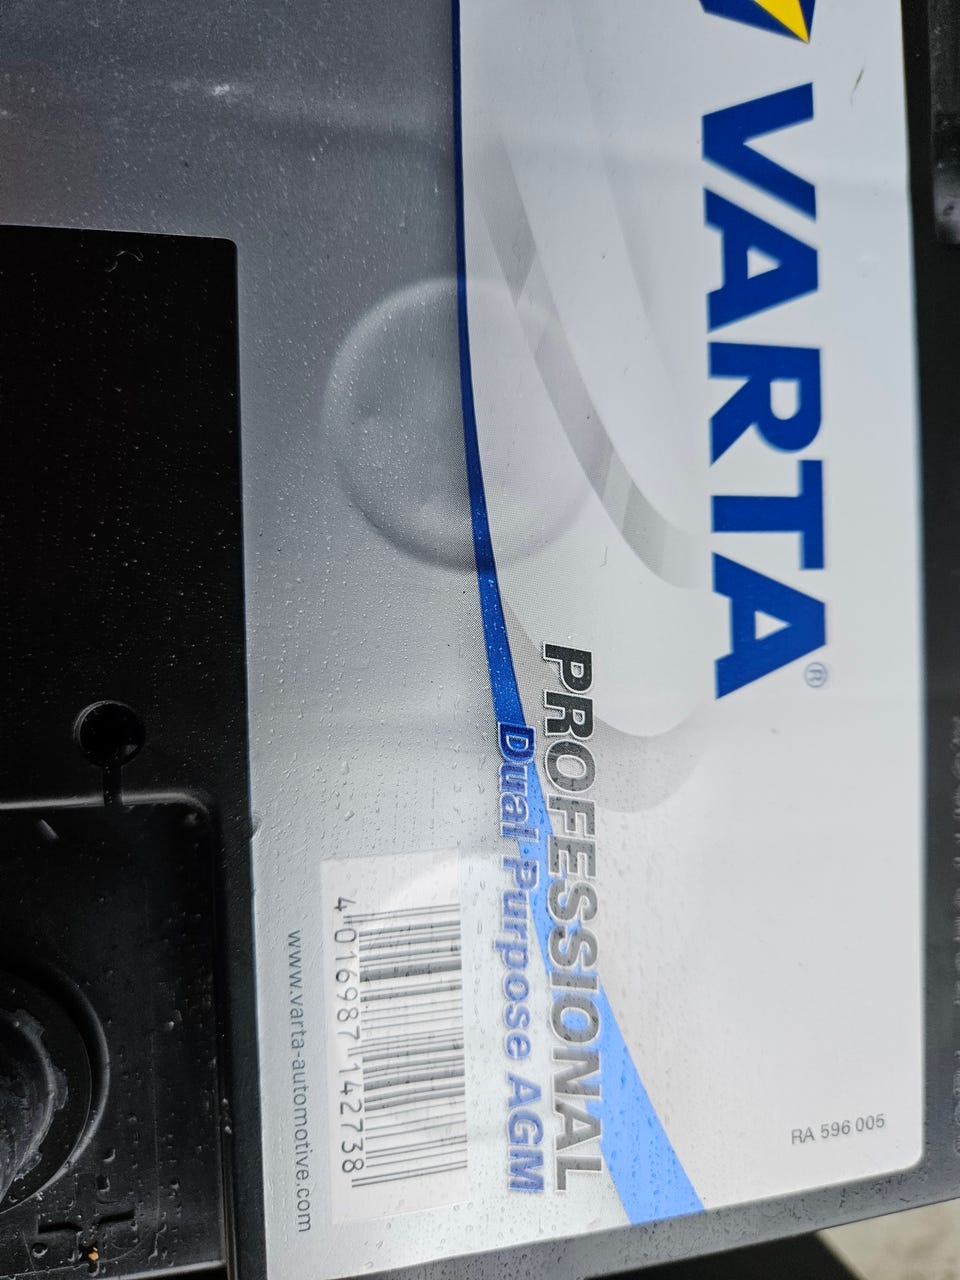 VARTA®
PROFESSIONAL
Dual Purpose AGM
4 016987 142738
www.varta-automotive.com
RA 596 005